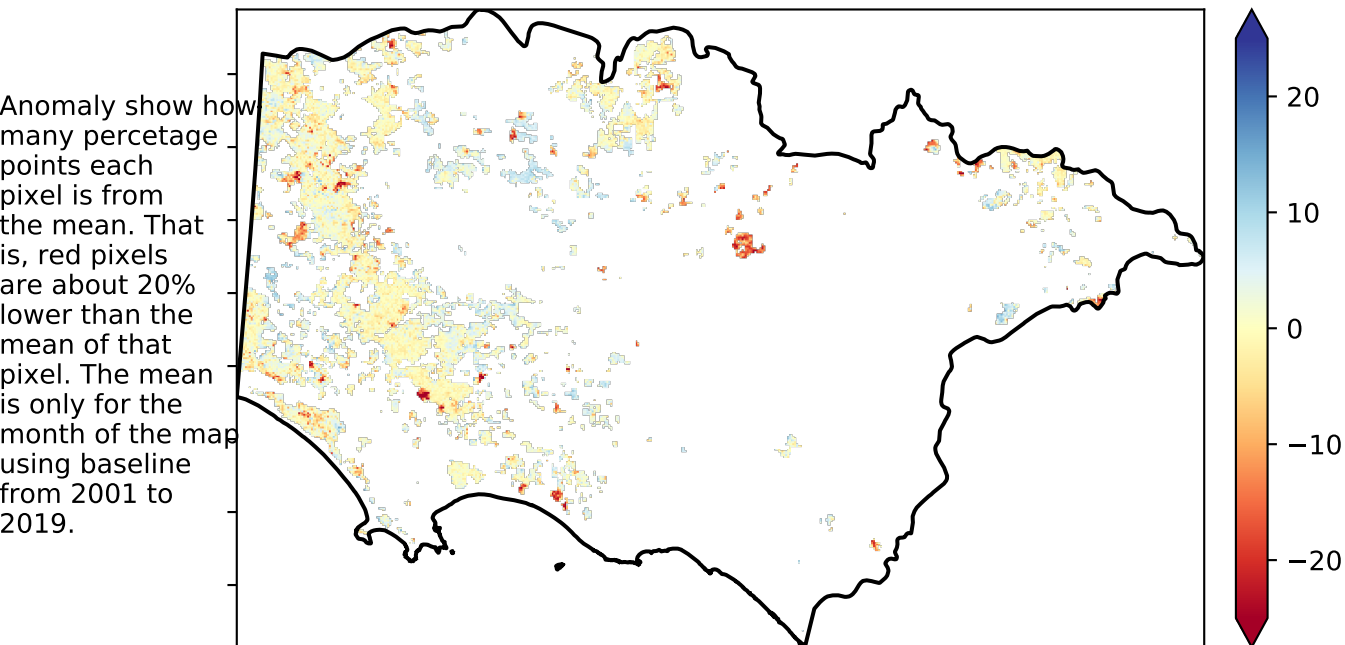 Anomaly show how
many percetage
points each
pixel is from
the mean. That
is, red pixels
are about 20%
lower than the
mean of that
pixel. The mean
is only for the
month of the map
using baseline
from 2001 to
2019.
20
10
0
−10
−20